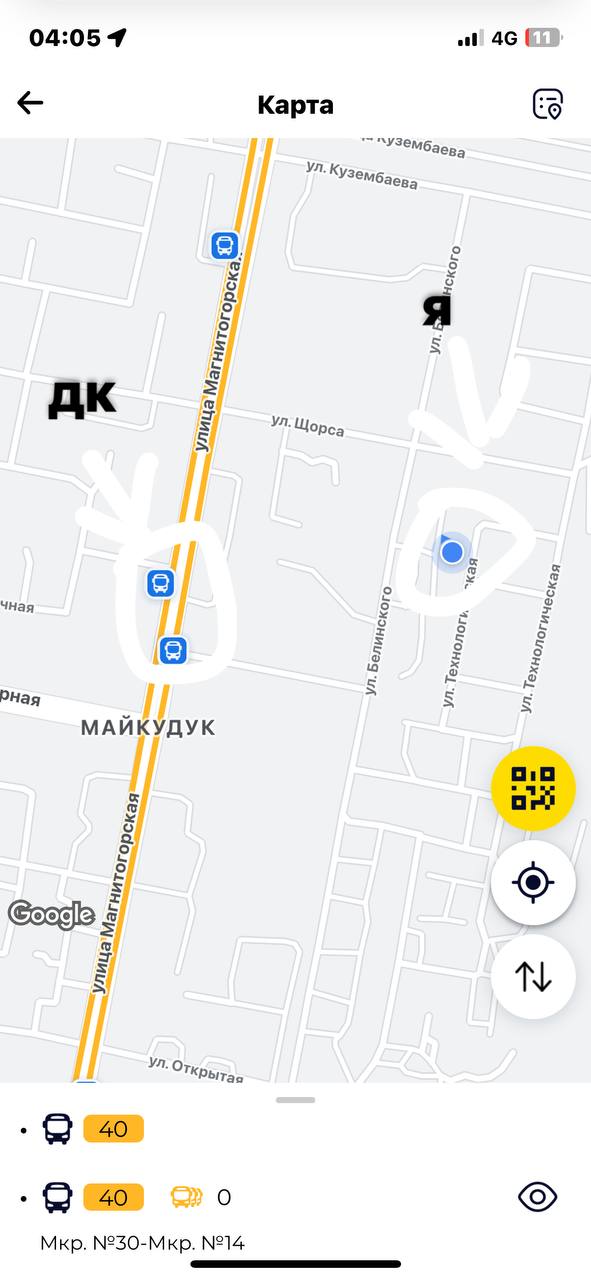 04:05
4G 11
Карта
ул. Кузембаева
ул. Кузембаева
ул. Белинского
Я
улица Магнитогорская
ДК
ул. Щорса
чная
ул. Белинского
ул. Технологическая
ул. Технологическая
рная
МАЙКУДУК
улица Магнитогорская
Google
ул. Открытая
40
40 0
Мкр. №30-Мкр. №14